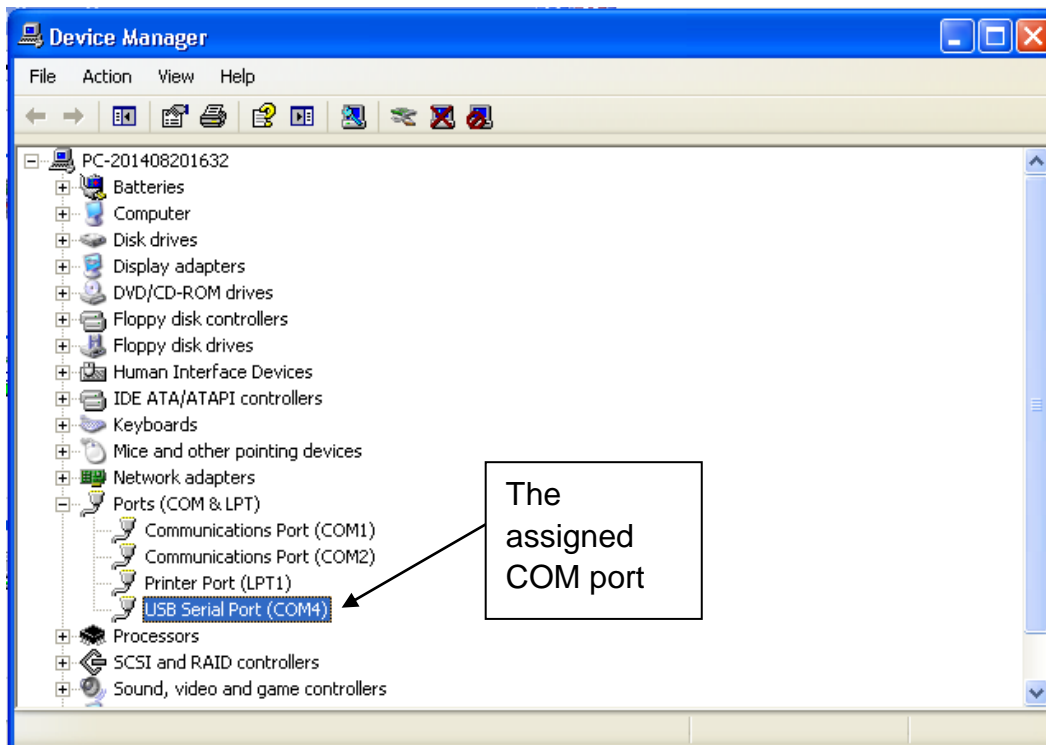 Device Manager
File Action View Help
PC-201408201632
Batteries
Computer
Disk drives
Display adapters
DVD/CD-ROM drives
Floppy disk controllers
Floppy disk drives
Human Interface Devices
IDE ATA/ATAPI controllers
Keyboards
Mice and other pointing devices
Network adapters
Ports (COM & LPT)
Communications Port (COM1)
Communications Port (COM2)
Printer Port (LPT1)
USB Serial Port (COM4)
Processors
SCSI and RAID controllers
Sound, video and game controllers
The
assigned
COM port